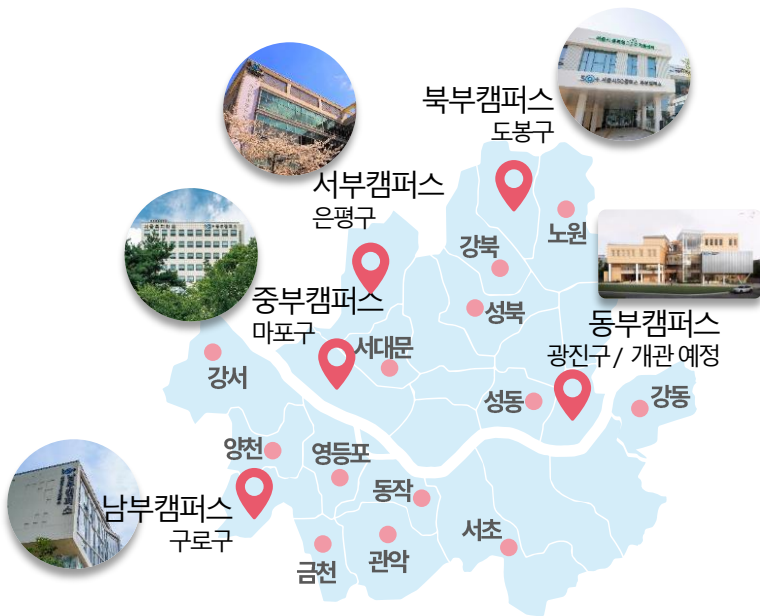 북부캠퍼스
도봉구
서부캠퍼스
은평구
노원
강북
중부캠퍼스
마포구
성북
동부캠퍼스
광진구 / 개관 예정
서대문
강서
성동
강동
양천
영등포
동작
남부캠퍼스
구로구
서초
금천
관악